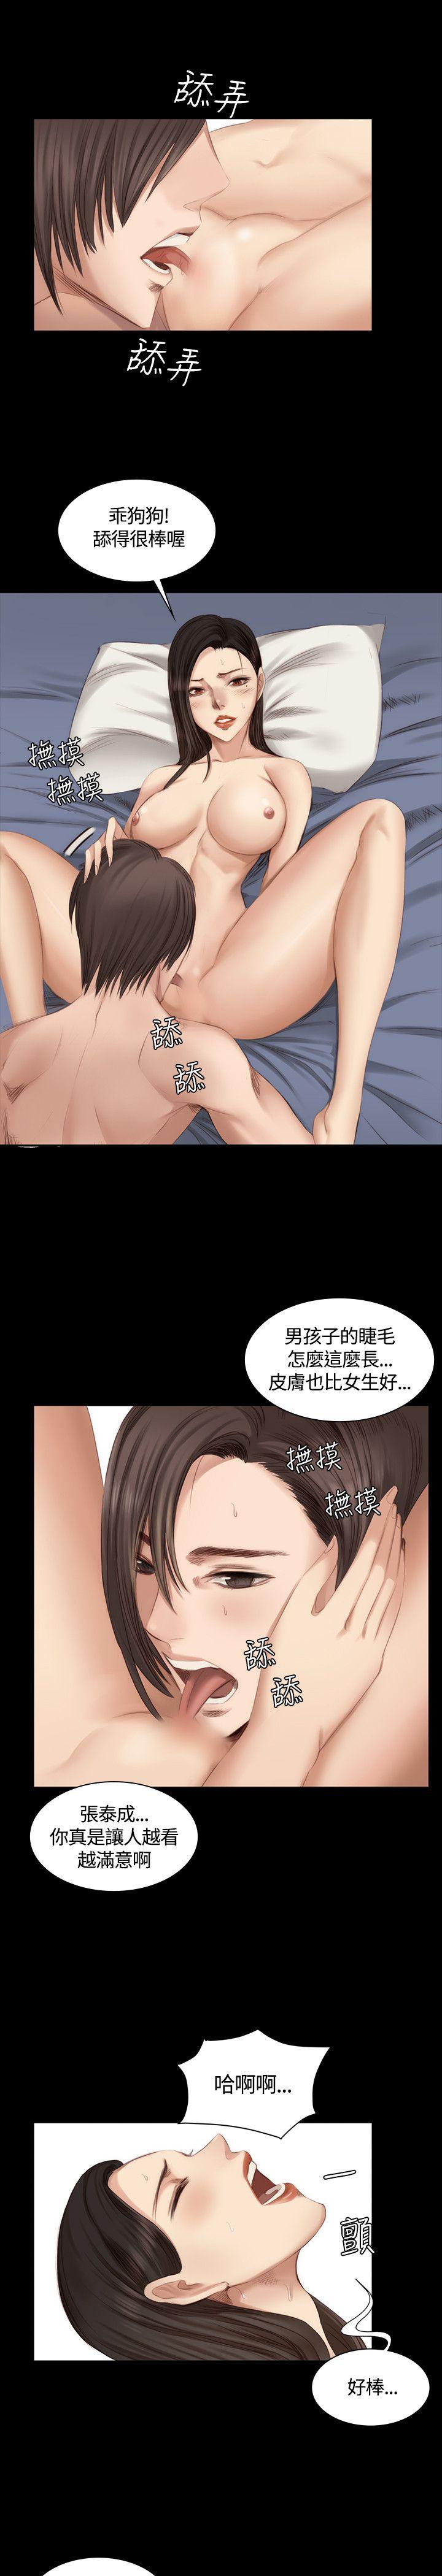 舔弄
舔弄
乖狗狗!
舔得很棒喔
撫摸
撫摸
舔
舔
男孩子的睫毛
怎麼這麼長...
皮膚也比女生好...
撫摸
撫摸
舔
舔
張泰成...
你真是讓人越看
越滿意啊
哈啊啊...
顫
好棒...